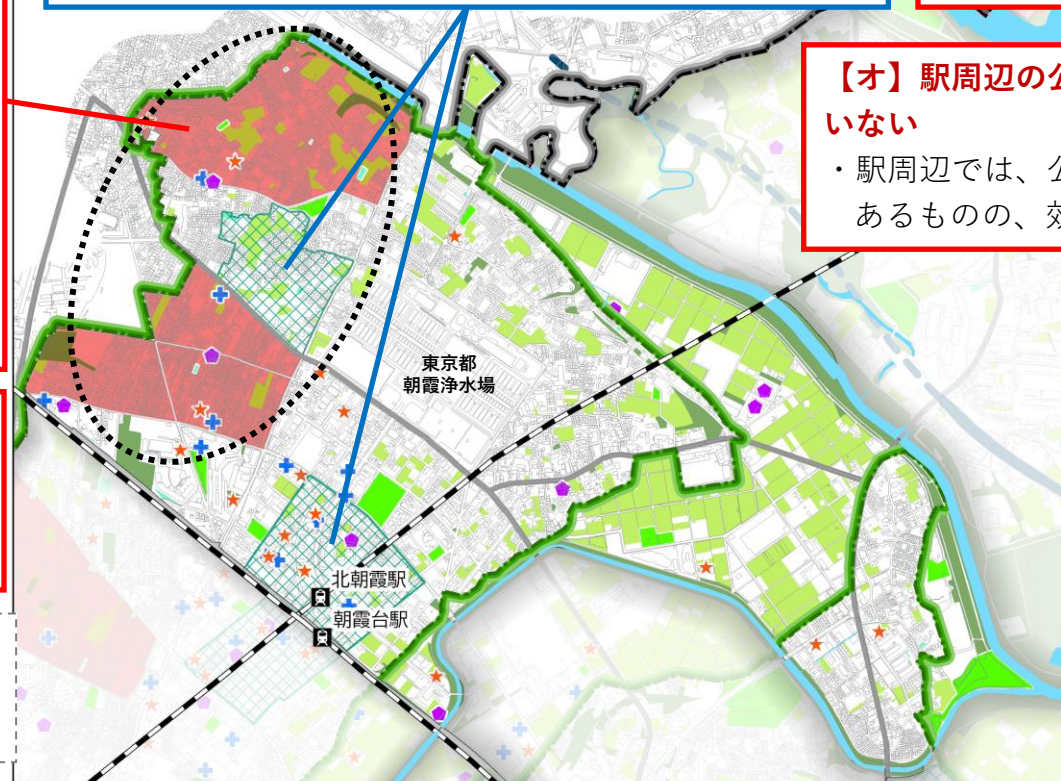 【オ】駅周辺の公
いない
・駅周辺では、公
あるものの、効
東京都
朝霞浄水場
北朝霞駅
朝霞台駅